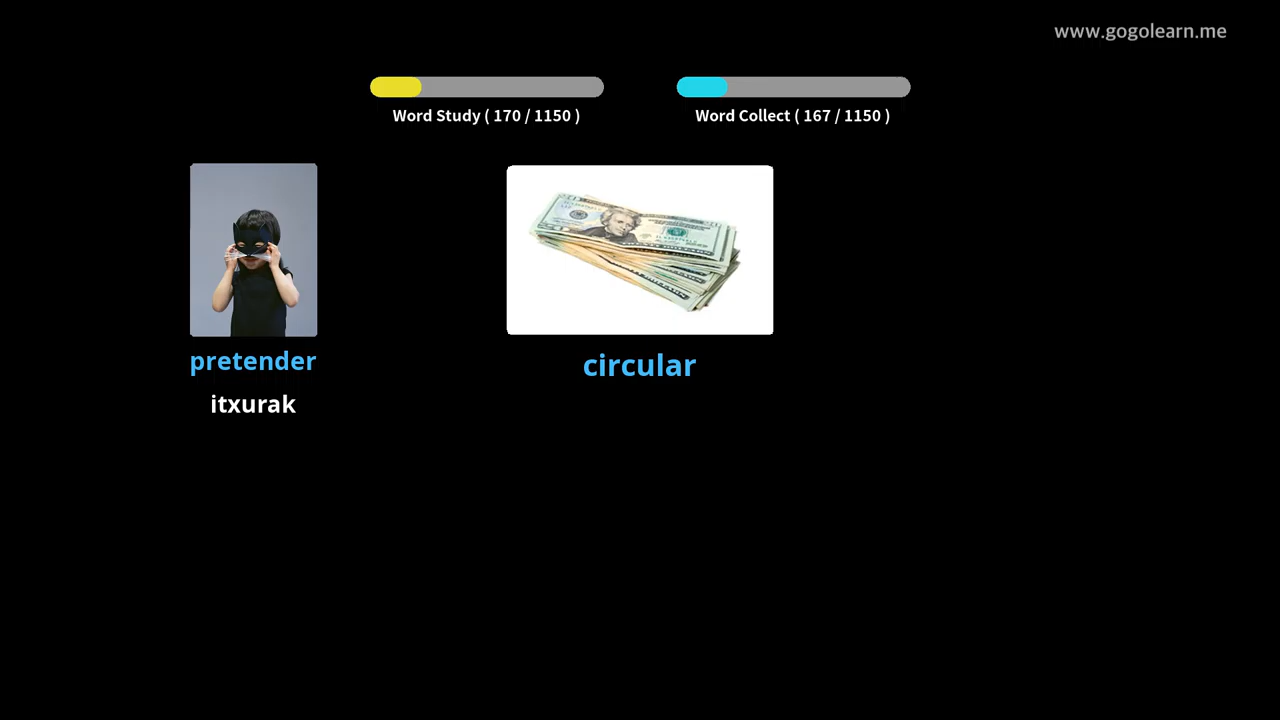 www.gogolearn.me
Word Study ( 170 / 1150 )
Word Collect ( 167 / 1150 )
pretender
itxurak
circular